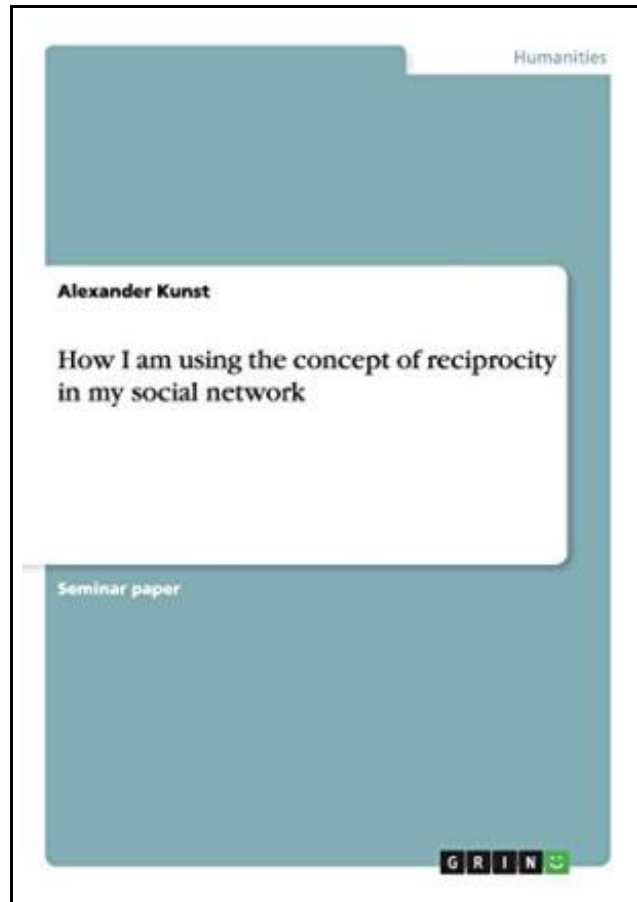 Humanities
Alexander Kunst
How I am using the concept of reciprocity
in my social network
Seminar paper
GRIN